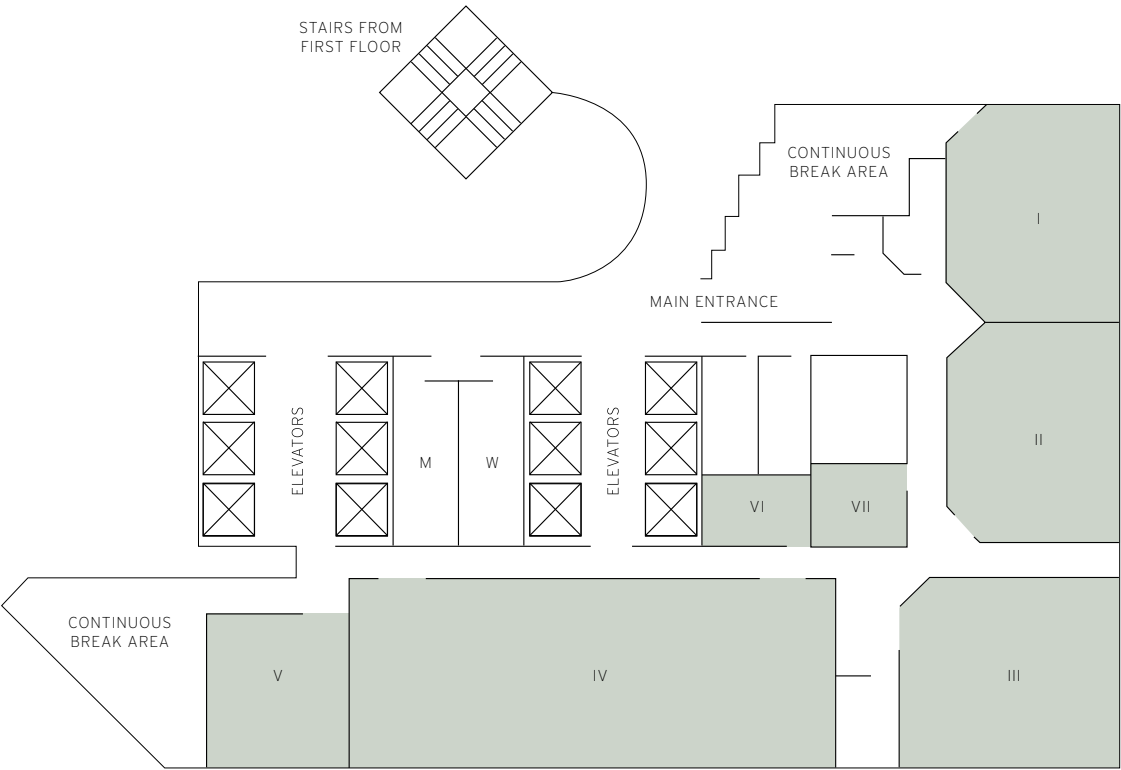 STAIRS FROM
FIRST FLOOR
CONTINUOUS
BREAK AREA
I
MAIN ENTRANCE
ELEVATORS
M
W
ELEVATORS
II
VI
VII
CONTINUOUS
BREAK AREA
V
IV
III